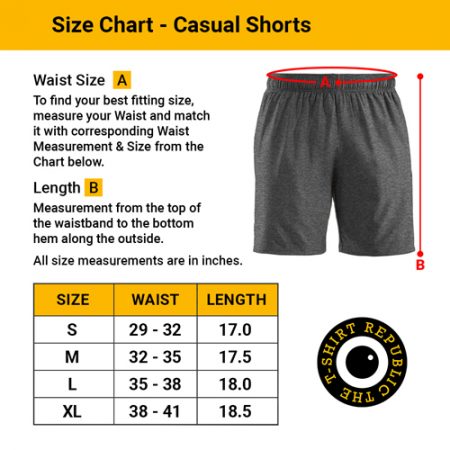 Size Chart - Casual Shorts
Waist Size A
To find your best fitting size,
measure your Waist and match
it with corresponding Waist
Measurement & Size from the
Chart below.
Length B
Measurement from the top of
the waistband to the bottom
hem along the outside.
All size measurements are in inches.
A
B
SIZE WAIST LENGTH
S 29 - 32 17.0
M 32 - 35 17.5
L 35 - 38 18.0
XL 38 - 41 18.5
THE T-SHIRT REPUBLIC